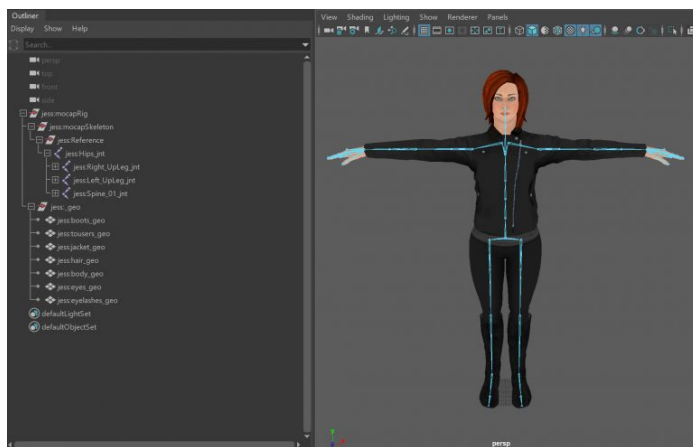 Outliner
Display Show Help
Search...
persp
top
front
side
jess:mocapRig
jess:mocapSkeleton
jess:Reference
jess:Hips_jnt
jess:Right_UpLeg_jnt
jess:Left_UpLeg_jnt
jess:Spine_01_jnt
jess:_geo
jess:boots_geo
jess:tousers_geo
jess:jacket_geo
jess:hair_geo
jess:body_geo
jess:eyes_geo
jess:eyelashes_geo
defaultLightSet
defaultObjectSet
View Shading Lighting Show Renderer Panels
persp